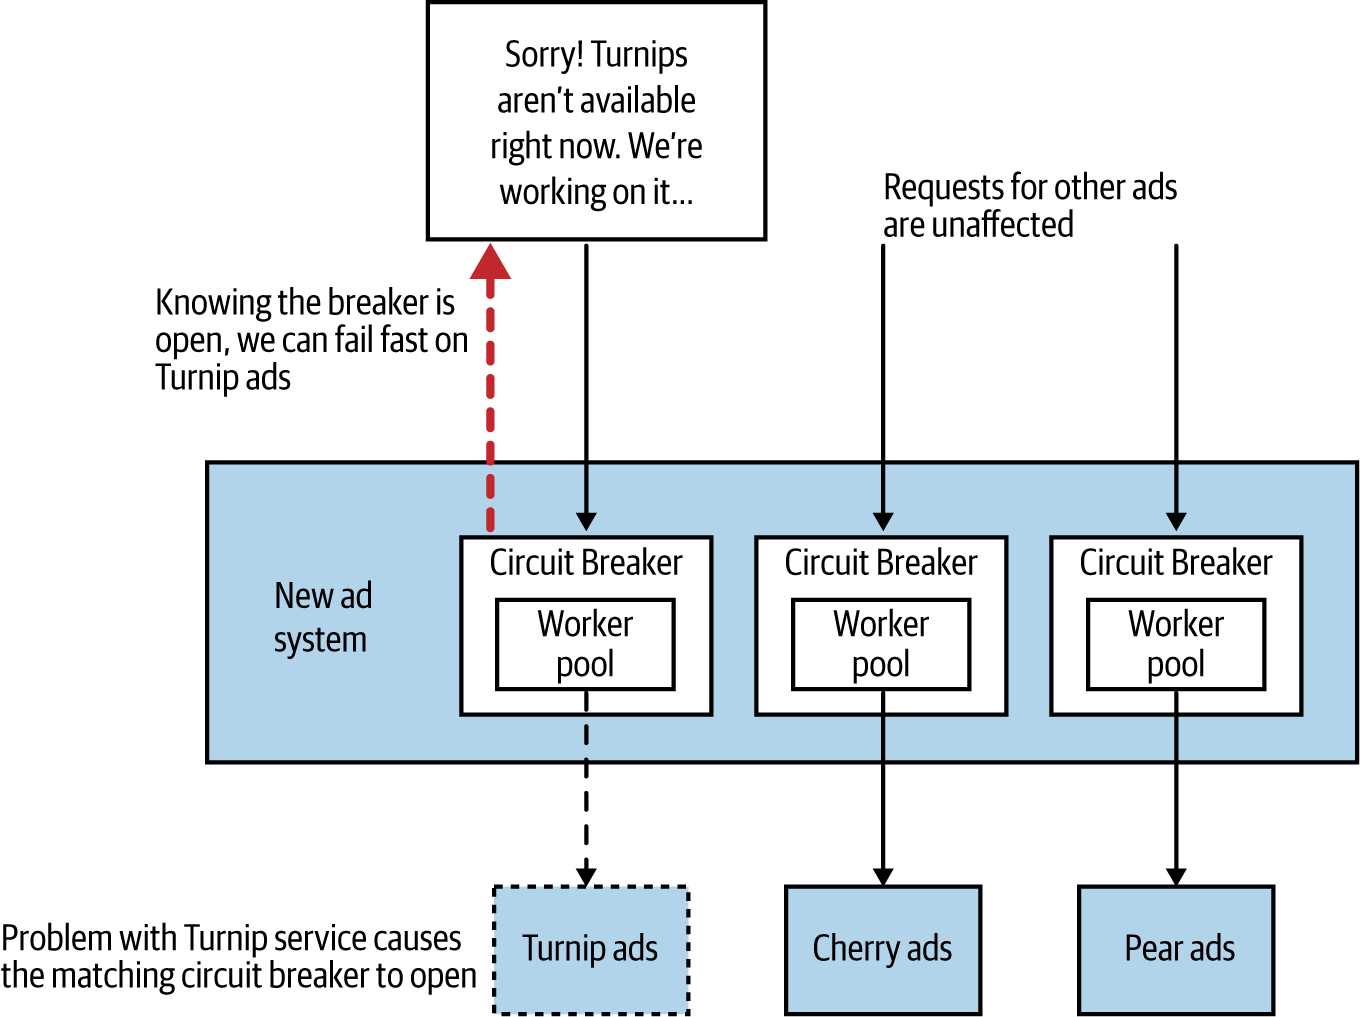 Sorry! Turnips
aren’t available
right now. We’re
working on it...
Requests for other ads
are unaffected
Knowing the breaker is
open, we can fail fast on
Turnip ads
New ad
system
Circuit Breaker
Worker
pool
Circuit Breaker
Worker
pool
Circuit Breaker
Worker
pool
Problem with Turnip service causes
the matching circuit breaker to open
Turnip ads
Cherry ads
Pear ads